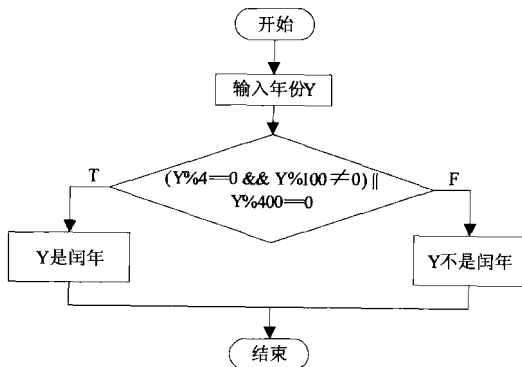 开始
输入年份Y
(Y%4==0 && Y%100≠0) ||
Y%400==0
T
F
Y是闰年
Y不是闰年
结束